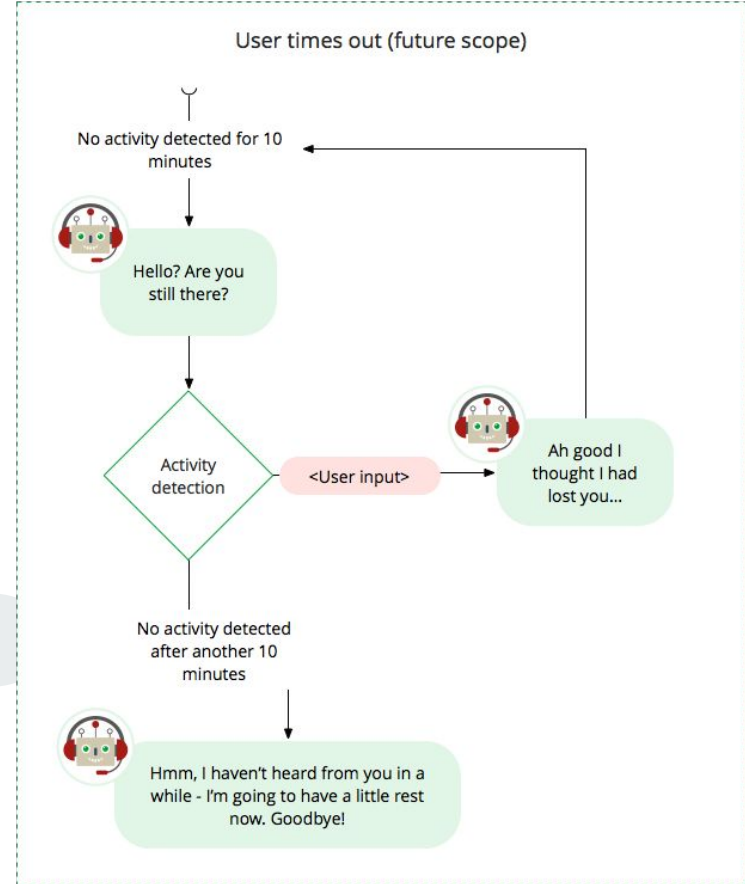 User times out (future scope)
No activity detected for 10
minutes
Hello? Are you
still there?
Activity
detection
<User input>
Ah good I
thought I had
lost you...
No activity detected
after another 10
minutes
Hmm, I haven't heard from you in a
while - I'm going to have a little rest
now. Goodbye!